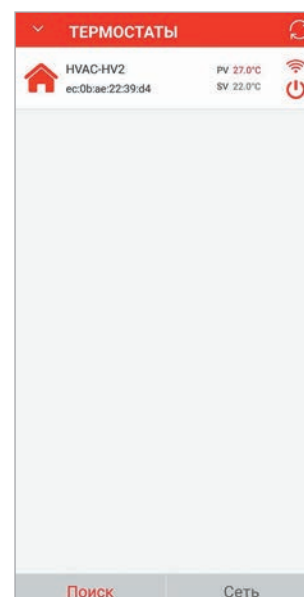 ТЕРМОСТАТЫ
HVAC-HV2
PV 27.0°C
ec:0b:ae:22:39:d4
SV 22.0°C
Поиск
Сеть